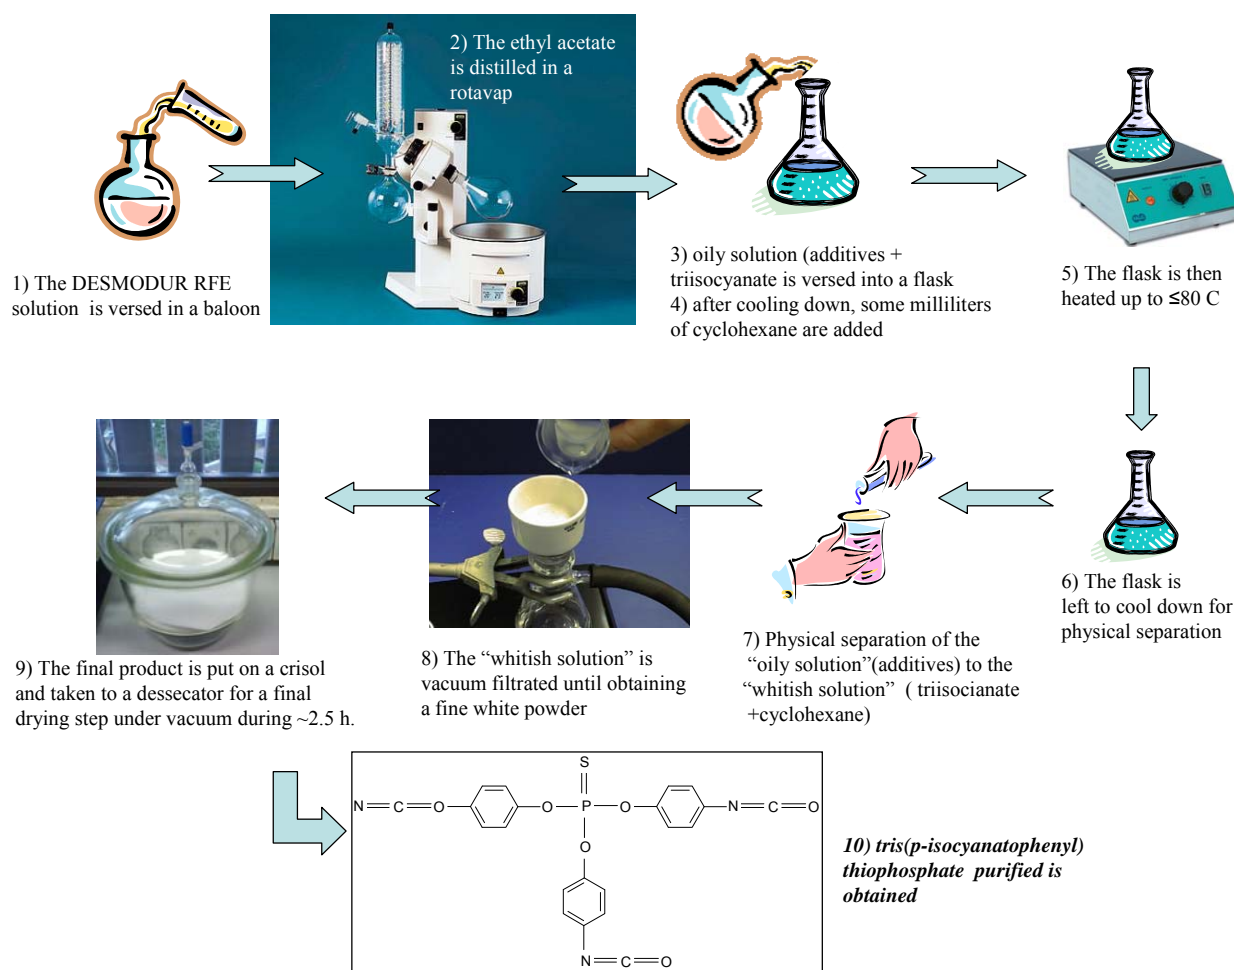 1) The DESMODUR RFE
solution is versed in a baloon
2) The ethyl acetate
is distilled in a
rotavap
3) oily solution (additives +
triisocyanate is versed into a flask
4) after cooling down, some milliliters
of cyclohexane are added
5) The flask is then
heated up to ≤80 C
6) The flask is
left to cool down for
physical separation
7) Physical separation of the
“oily solution”(additives) to the
“whitish solution” ( triisocianate
+cyclohexane)
8) The “whitish solution” is
vacuum filtrated until obtaining
a fine white powder
9) The final product is put on a crisol
and taken to a dessecator for a final
drying step under vacuum during ~2.5 h.
S
N C O O P O N C O
O
N C O
10) tris(p-isocyanatophenyl)
thiophosphate purified is
obtained